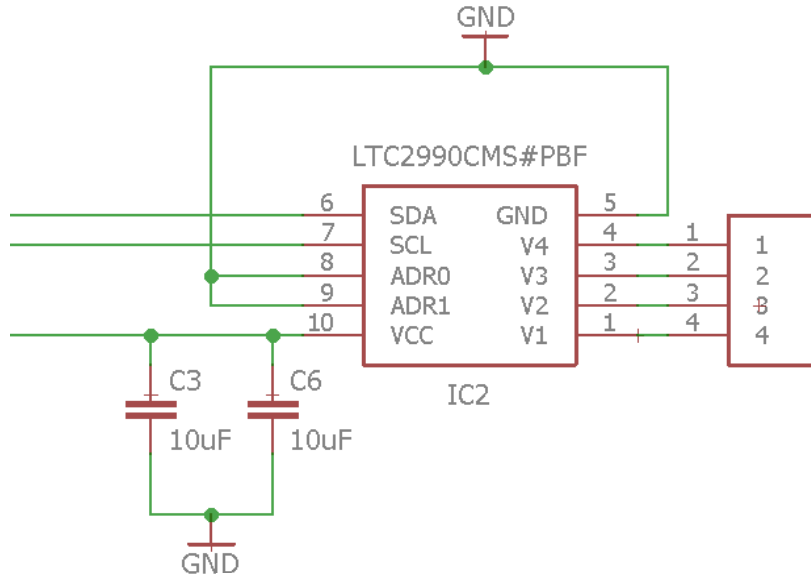 GND
LTC2990CMS#PBF
6 SDA GND 5
7 SCL V4 4 1 1
8 ADR0 V3 3 2 2
9 ADR1 V2 2 3 3
10 VCC V1 1 4 4
C3 C6
IC2
10uF 10uF
GND